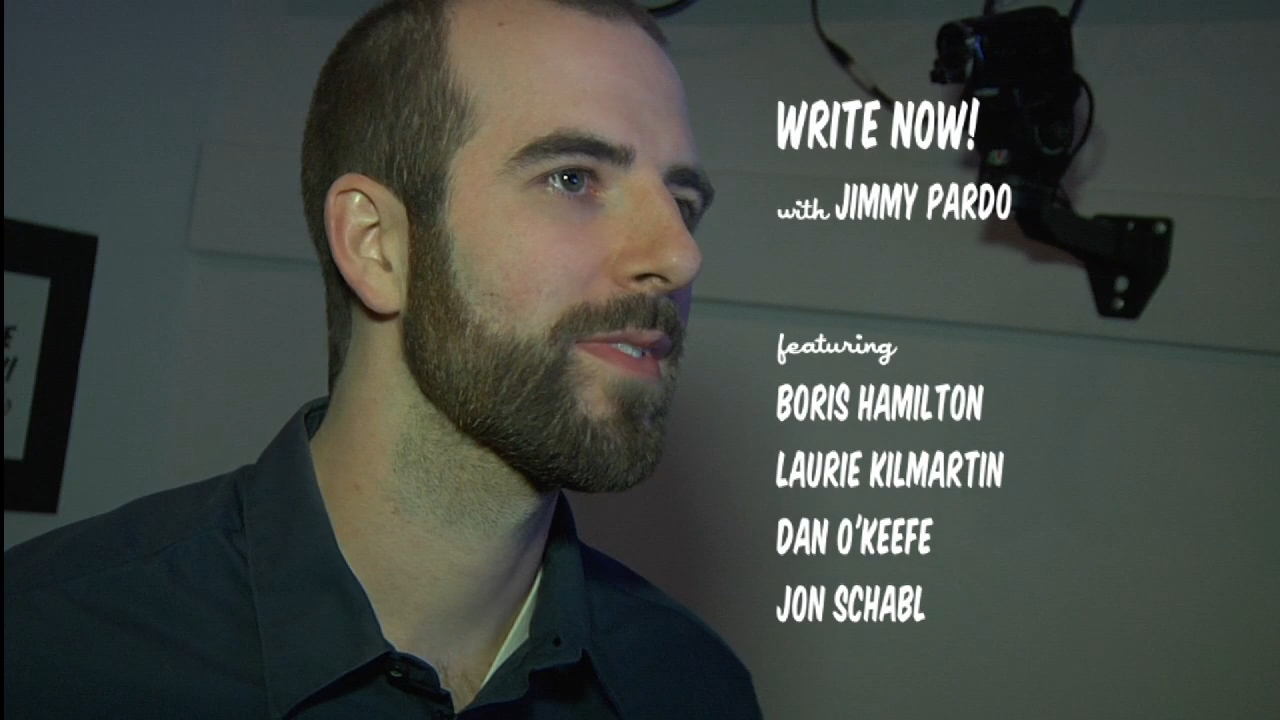 WRITE NOW!
with JIMMY PARDO
featuring
BORIS HAMILTON
LAURIE KILMARTIN
DAN O'KEEFE
JON SCHABL